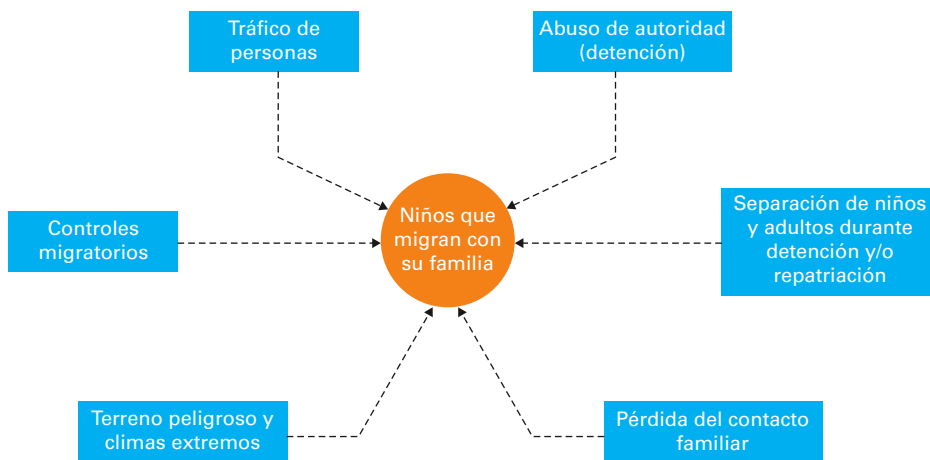 Tráfico de
personas
Abuso de autoridad
(detención)
Controles
migratorios
Niños que
migran con
su familia
Separación de niños
y adultos durante
detención y/o
repatriación
Terreno peligroso y
climas extremos
Pérdida del contacto
familiar